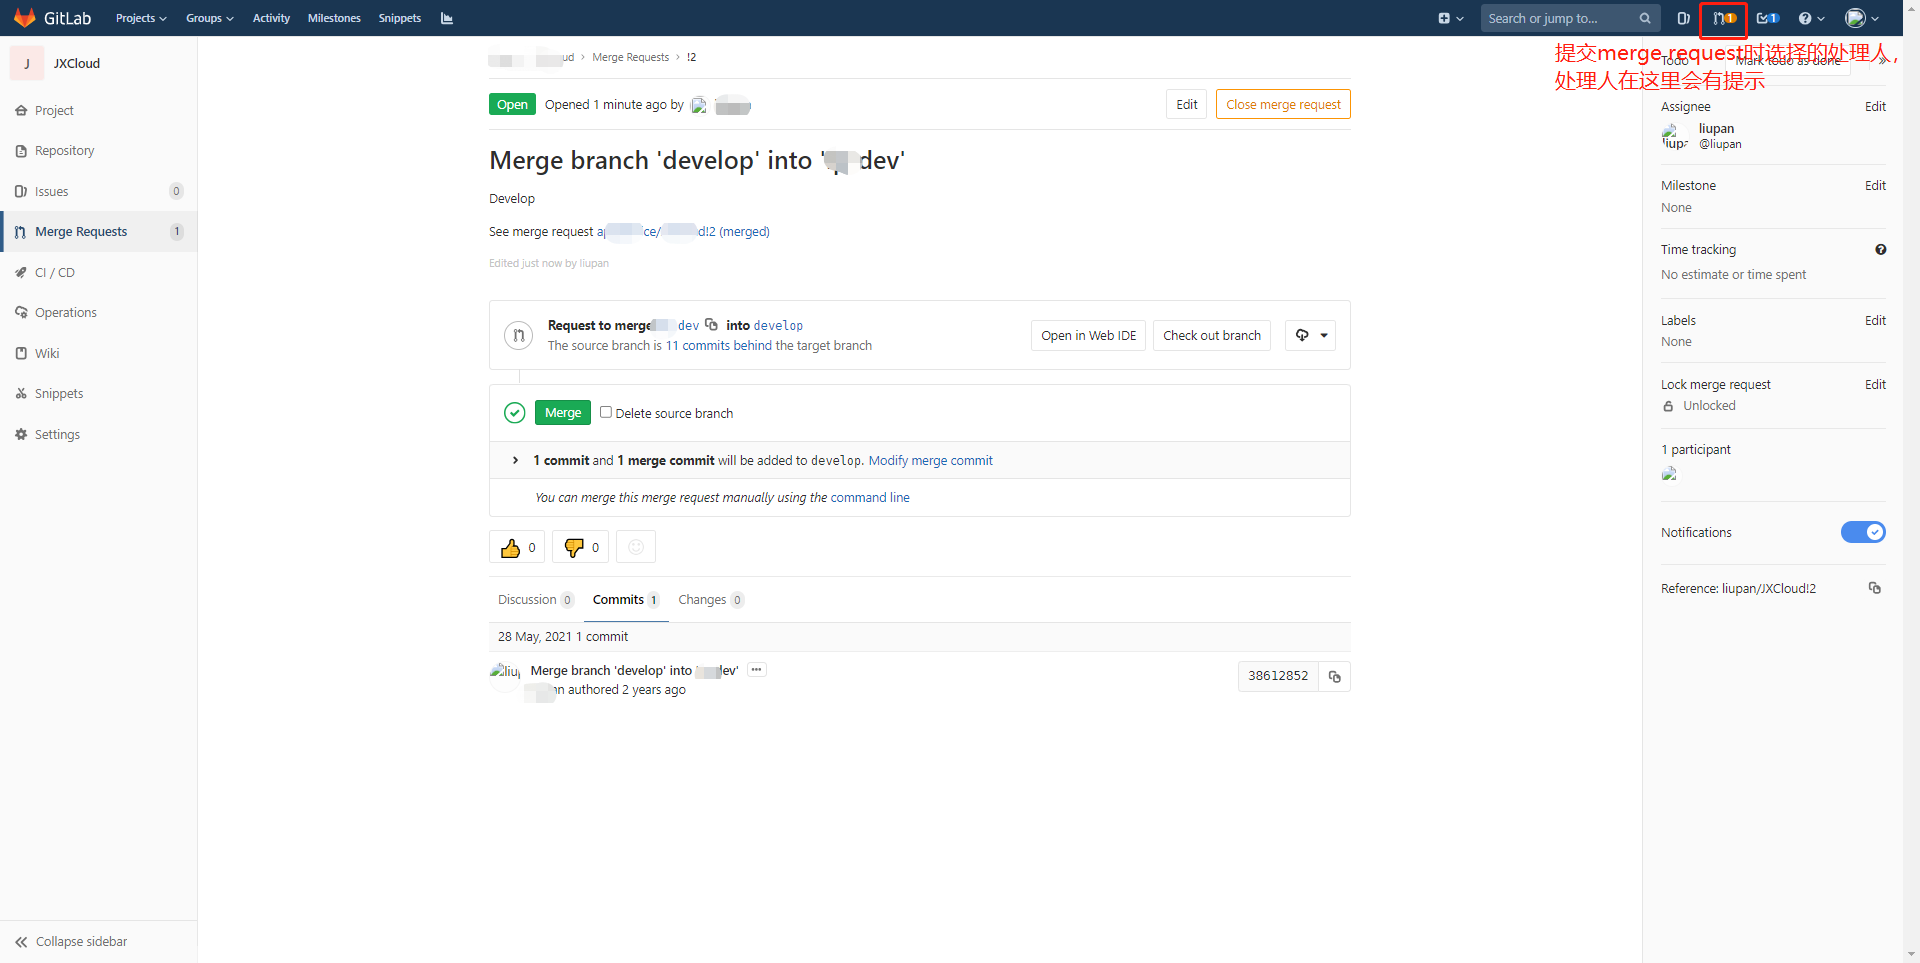 GitLab Projects Groups Activity Milestones Snippets Search or jump to... 1 1
提交merge request时选择的处理人，
处理人在这里会有提示
J JXCloud
Project
Repository
Issues 0
Merge Requests 1
CI / CD
Operations
Wiki
Snippets
Settings
Collapse sidebar
ud › Merge Requests › !2
Open Opened 1 minute ago by Edit Close merge request
Merge branch 'develop' into ' dev'
Develop
See merge request a ce/ d!2 (merged)
Edited just now by liupan
Request to merge dev into develop
The source branch is 11 commits behind the target branch
Open in Web IDE Check out branch
Merge Delete source branch
1 commit and 1 merge commit will be added to develop. Modify merge commit
You can merge this merge request manually using the command line
0 0
Discussion 0 Commits 1 Changes 0
28 May, 2021 1 commit
liu Merge branch 'develop' into ' lev' ···
n authored 2 years ago
38612852
Todo Mark todo as done »
Assignee Edit
liupan
@liupan
Milestone Edit
None
Time tracking
No estimate or time spent
Labels Edit
None
Lock merge request Edit
Unlocked
1 participant
Notifications
Reference: liupan/JXCloud!2